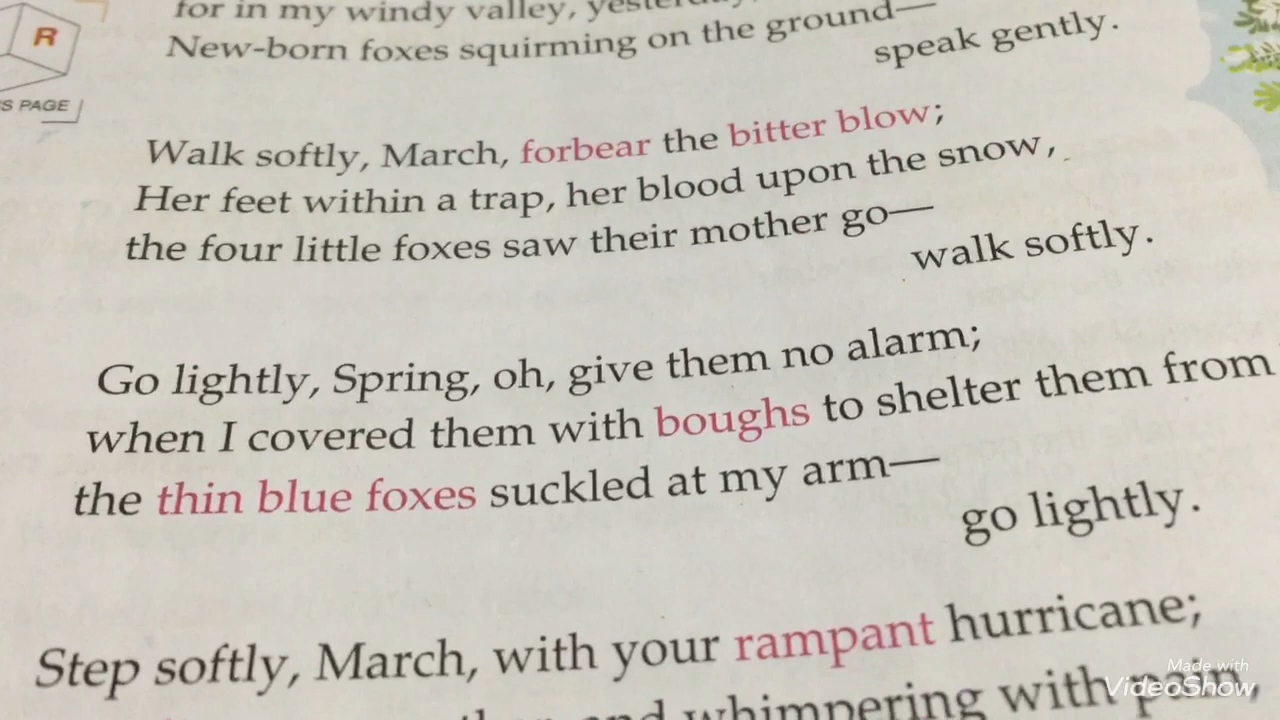 R
S PAGE
for in my windy valley,
New-born foxes squirming on the ground—
speak gently.
Walk softly, March, forbear the bitter blow;
Her feet within a trap, her blood upon the snow,
the four little foxes saw their mother go—
walk softly.
Go lightly, Spring, oh, give them no alarm;
when I covered them with boughs to shelter them from
the thin blue foxes suckled at my arm—
go lightly.
Step softly, March, with your rampant hurricane;
whimpering with pain,
Made with
VideoShow